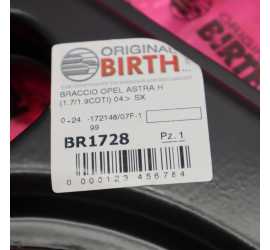 ORIGINAL
BIRTH
BRACCIO OPEL ASTRA H
(1.7/1.9CDTI) 04> SX
0-24 -172148/07F-1
99
BR1728 Pz. 1
0 000123 456784